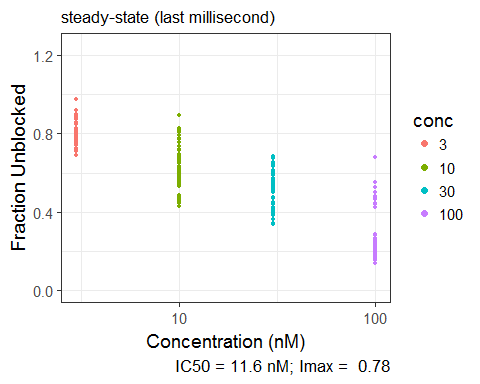 steady-state (last millisecond)
1.2
0.8
0.4
0.0
Fraction Unblocked
10
100
Concentration (nM)
IC50 = 11.6 nM; Imax =  0.78
conc
3
10
30
100